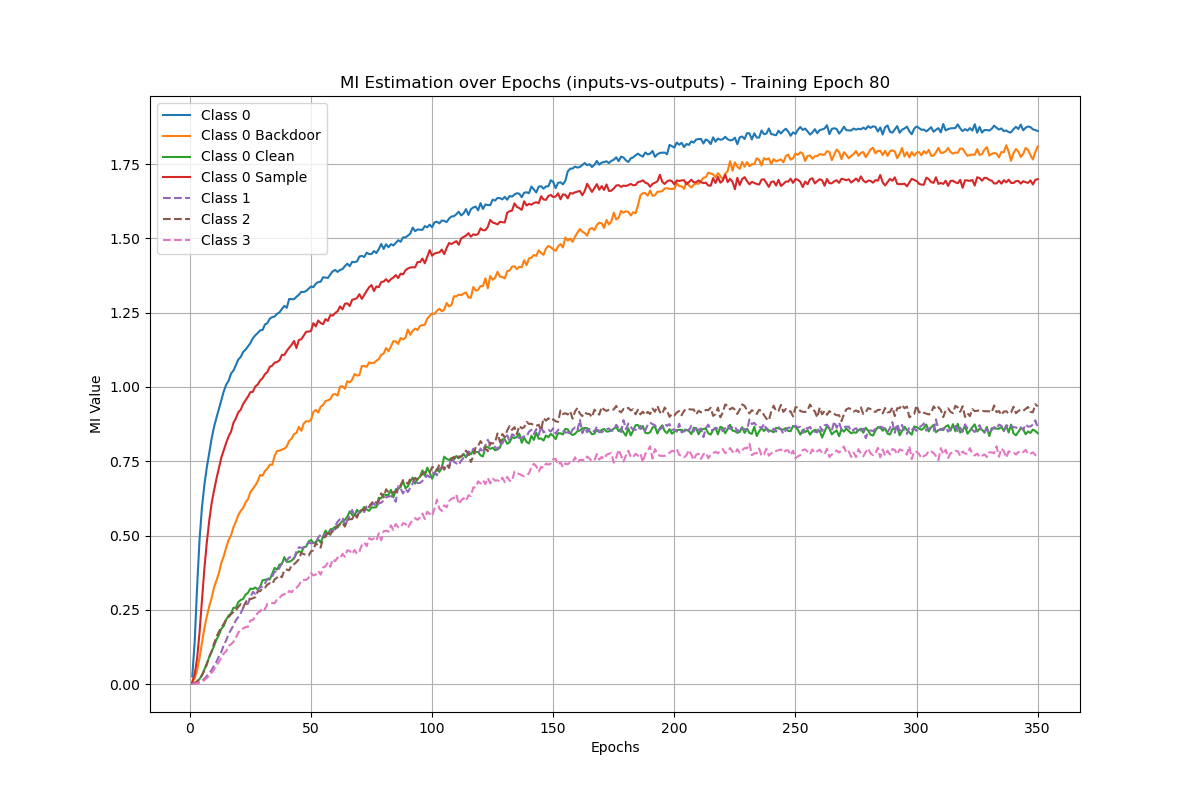 MI Estimation over Epochs (inputs-vs-outputs) - Training Epoch 80
Class 0
Class 0 Backdoor
Class 0 Clean
Class 0 Sample
Class 1
Class 2
Class 3
1.75
1.50
1.25
1.00
0.75
0.50
0.25
0.00
MI Value
0 50 100 150 200 250 300 350
Epochs